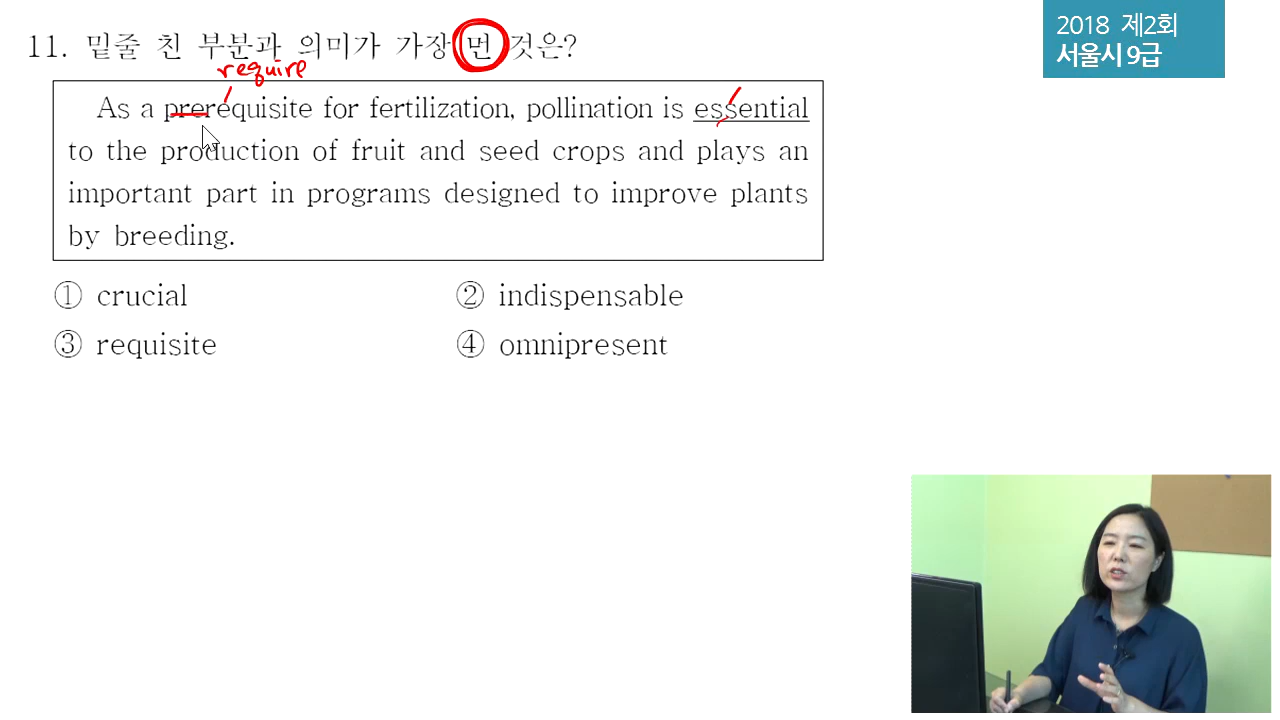 2018 제2회
서울시 9급
11. 밑줄 친 부분과 의미가 가장 먼 것은?
require
As a prerequisite for fertilization, pollination is essential
to the production of fruit and seed crops and plays an
important part in programs designed to improve plants
by breeding.
① crucial ② indispensable
③ requisite ④ omnipresent